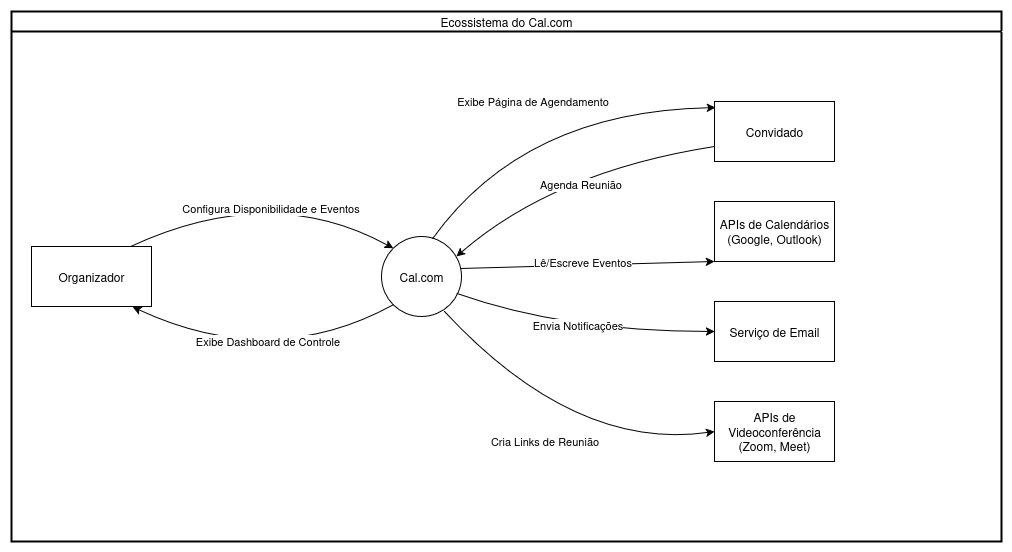 Ecossistema do Cal.com
Exibe Página de Agendamento
Convidado
Agenda Reunião
Configura Disponibilidade e Eventos
APIs de Calendários
(Google, Outlook)
Lê/Escreve Eventos
Organizador
Cal.com
Envia Notificações
Serviço de Email
Exibe Dashboard de Controle
APIs de
Videoconferência
(Zoom, Meet)
Cria Links de Reunião